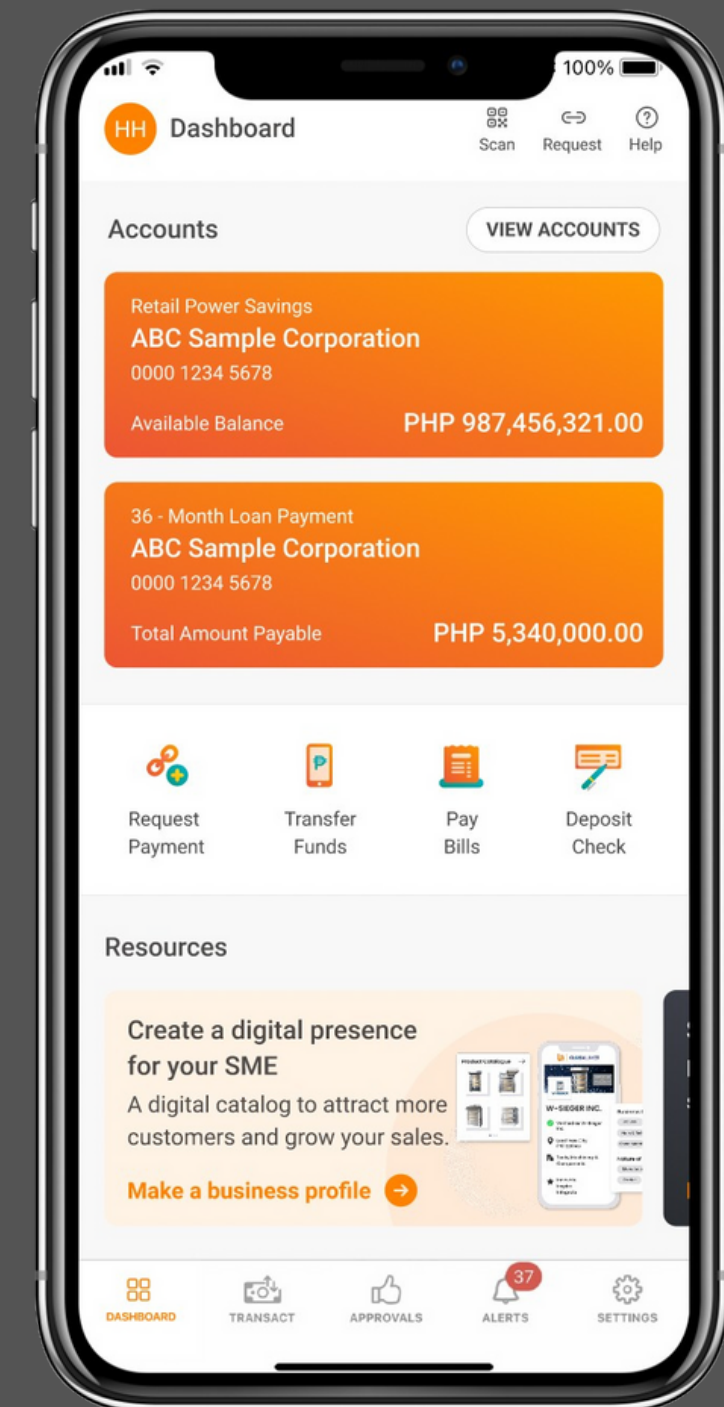 100%
HH Dashboard
Scan Request Help
Accounts
VIEW ACCOUNTS
Retail Power Savings
ABC Sample Corporation
0000 1234 5678
Available Balance PHP 987,456,321.00
36 - Month Loan Payment
ABC Sample Corporation
0000 1234 5678
Total Amount Payable PHP 5,340,000.00
Request Payment
Transfer Funds
Pay Bills
Deposit Check
Resources
Create a digital presence
for your SME
A digital catalog to attract more
customers and grow your sales.
Make a business profile
Product Catalogue
W-SIEGER INC.
37
DASHBOARD TRANSACT APPROVALS ALERTS SETTINGS